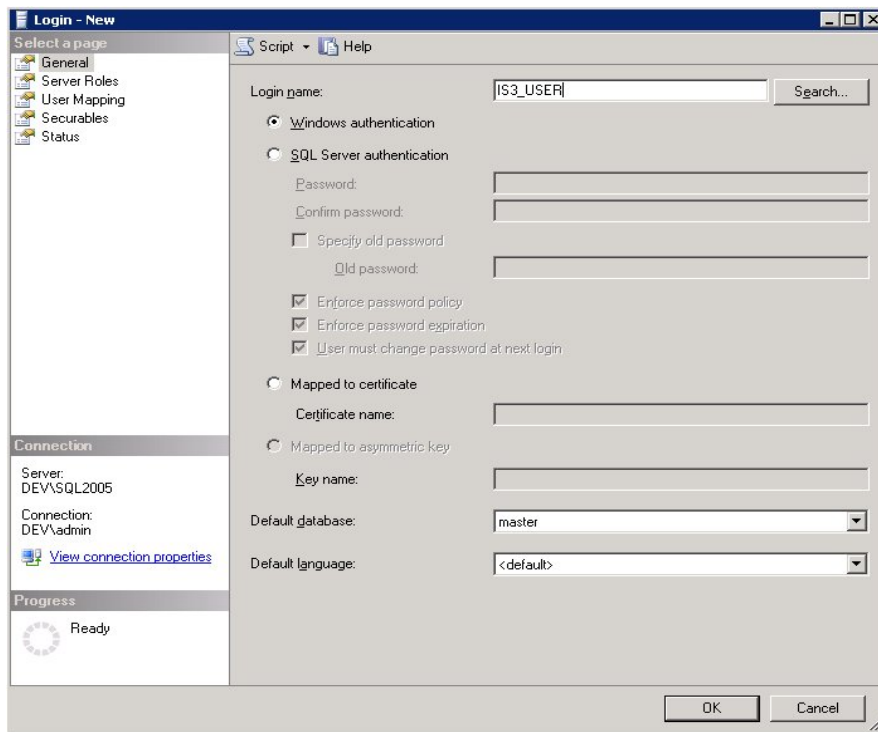 Login - New
Select a page
General
Server Roles
User Mapping
Securables
Status
Script Help
Login name: IS3_USER Search...
Windows authentication
SQL Server authentication
Password:
Confirm password:
Specify old password
Old password:
Enforce password policy
Enforce password expiration
User must change password at next login
Mapped to certificate
Certificate name:
Mapped to asymmetric key
Key name:
Default database: master
Default language: <default>
Connection
Server:
DEV\SQL2005
Connection:
DEV\admin
View connection properties
Progress
Ready
OK Cancel